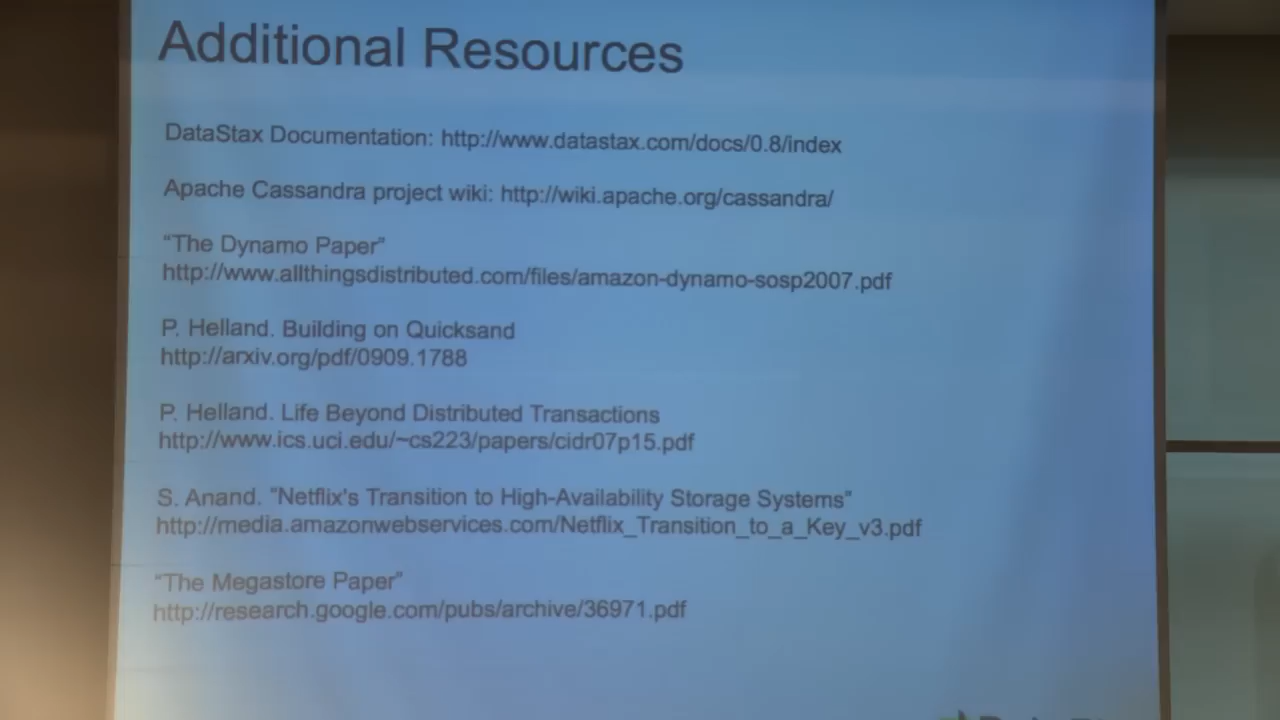 Additional Resources
DataStax Documentation: http://www.datastax.com/docs/0.8/index
Apache Cassandra project wiki: http://wiki.apache.org/cassandra/
“The Dynamo Paper”
http://www.allthingsdistributed.com/files/amazon-dynamo-sosp2007.pdf
P. Helland. Building on Quicksand
http://arxiv.org/pdf/0909.1788
P. Helland. Life Beyond Distributed Transactions
http://www.ics.uci.edu/~cs223/papers/cidr07p15.pdf
S. Anand. “Netflix's Transition to High-Availability Storage Systems”
http://media.amazonwebservices.com/Netflix_Transition_to_a_Key_v3.pdf
“The Megastore Paper”
http://research.google.com/pubs/archive/36971.pdf